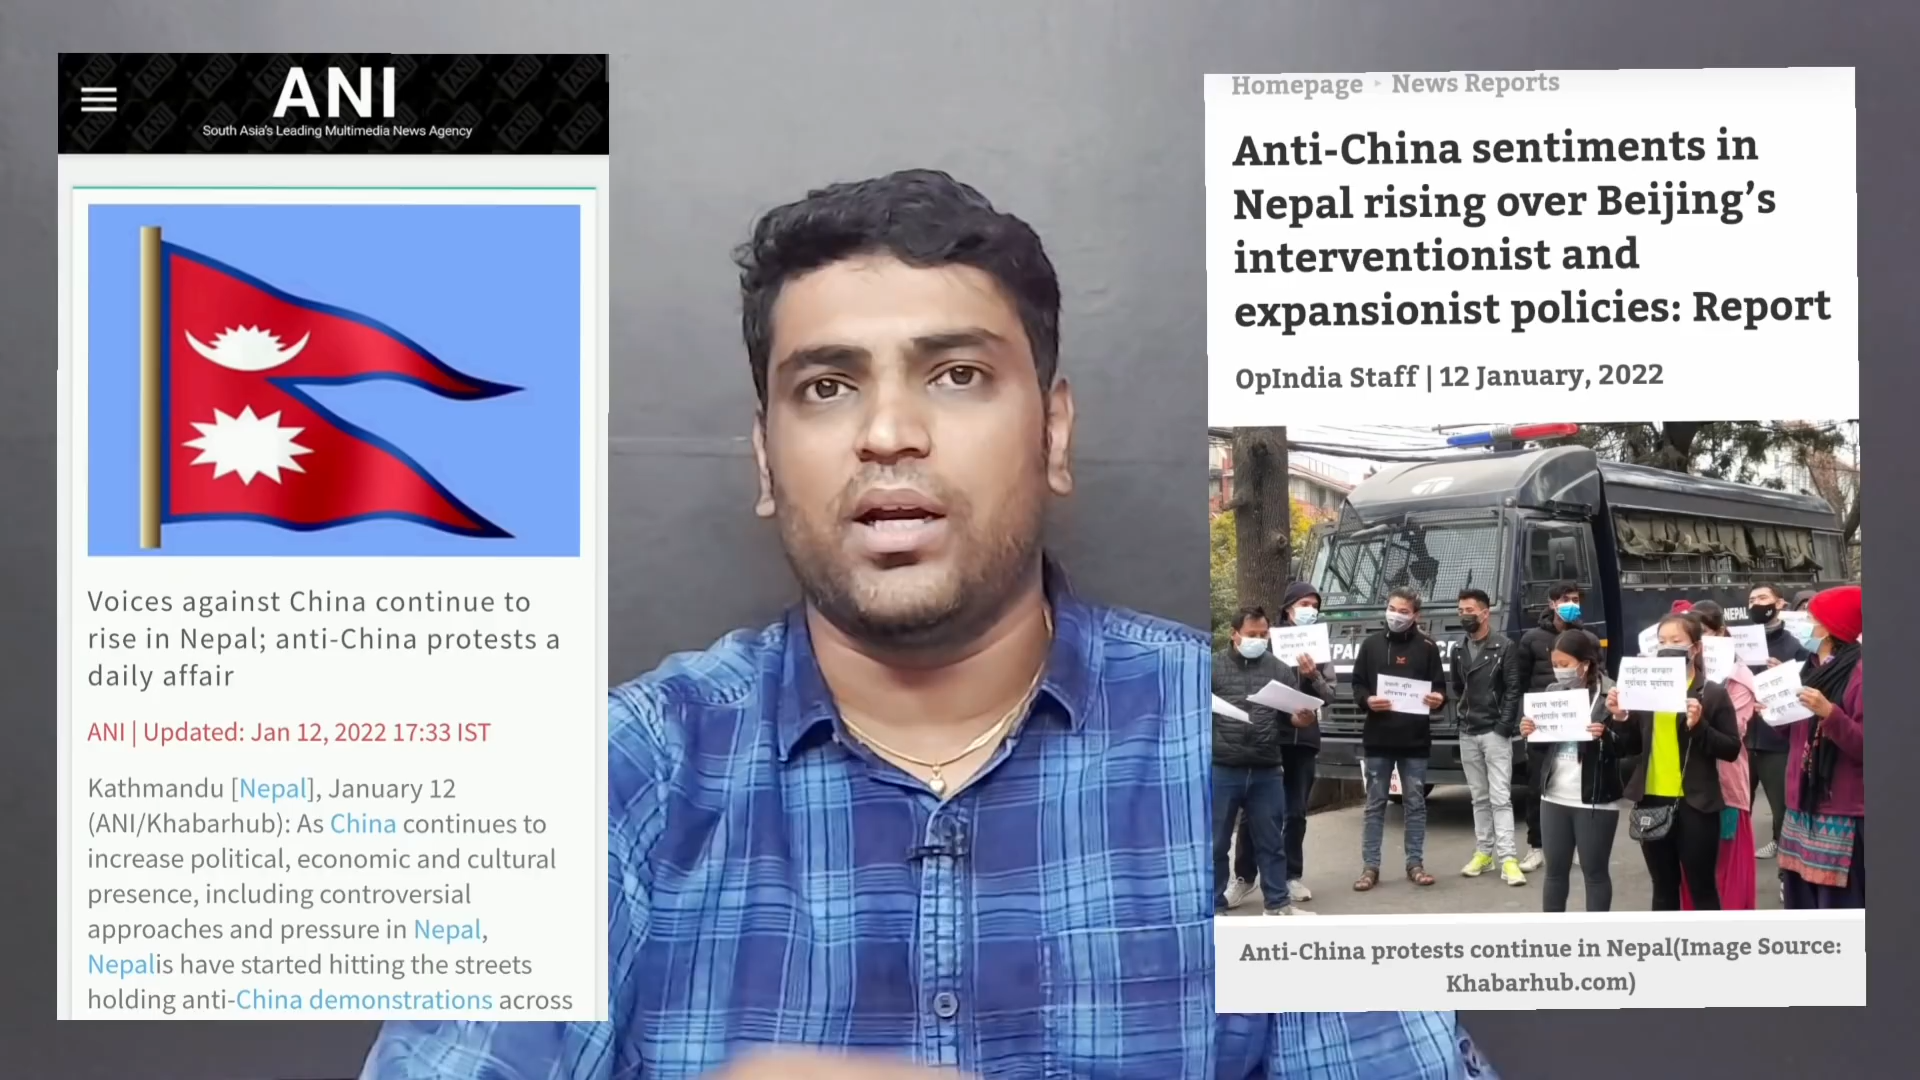 ANI
South Asia's Leading Multimedia News Agency
Voices against China continue to
rise in Nepal; anti-China protests a
daily affair
ANI | Updated: Jan 12, 2022 17:33 IST
Kathmandu [Nepal], January 12
(ANI/Khabarhub): As China continues to
increase political, economic and cultural
presence, including controversial
approaches and pressure in Nepal,
Nepalis have started hitting the streets
holding anti-China demonstrations across
Homepage
News Reports
Anti-China sentiments in
Nepal rising over Beijing's
interventionist and
expansionist policies: Report
OpIndia Staff | 12 January, 2022
NEPAL
Anti-China protests continue in Nepal(Image Source:
Khabarhub.com)